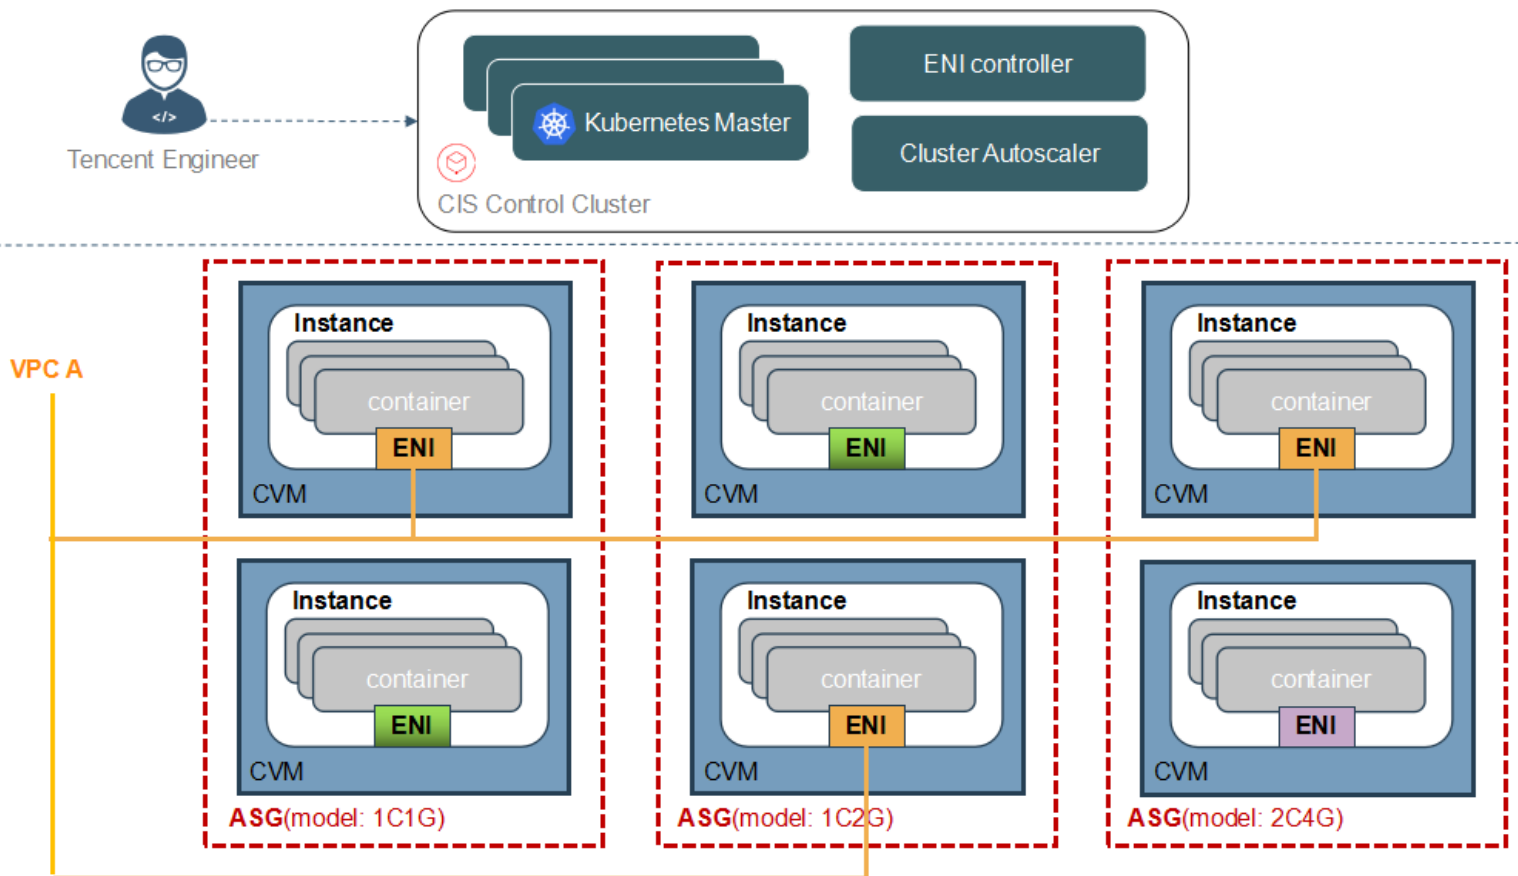 ENI controller
Kubernetes Master
</>
Cluster Autoscaler
Tencent Engineer
CIS Control Cluster
Instance
Instance
Instance
VPC A
container
container
container
ENI
ENI
ENI
CVM
CVM
CVM
Instance
Instance
Instance
container
container
container
ENI
ENI
ENI
CVM
CVM
CVM
ASG(model: 1C1G)
ASG(model: 1C2G)
ASG(model: 2C4G)